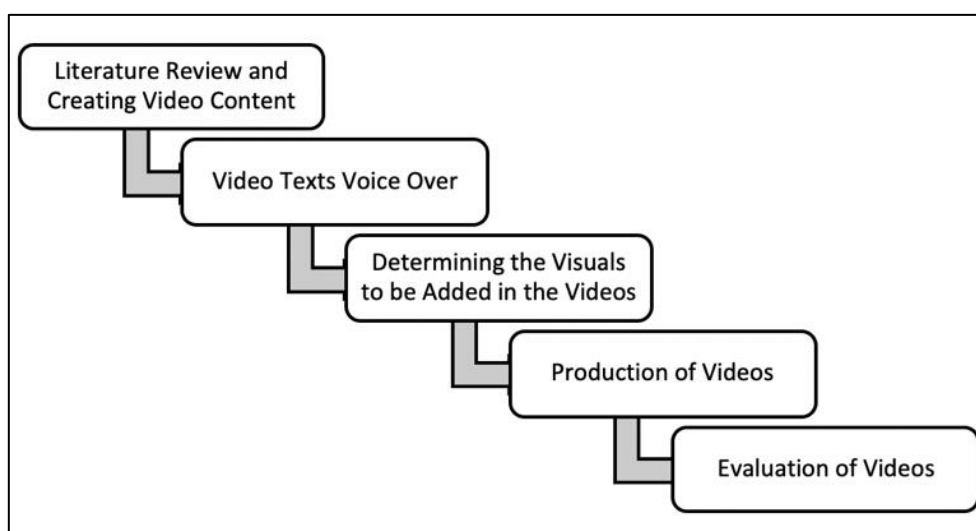 Literature Review and
Creating Video Content
Video Texts Voice Over
Determining the Visuals
to be Added in the Videos
Production of Videos
Evaluation of Videos